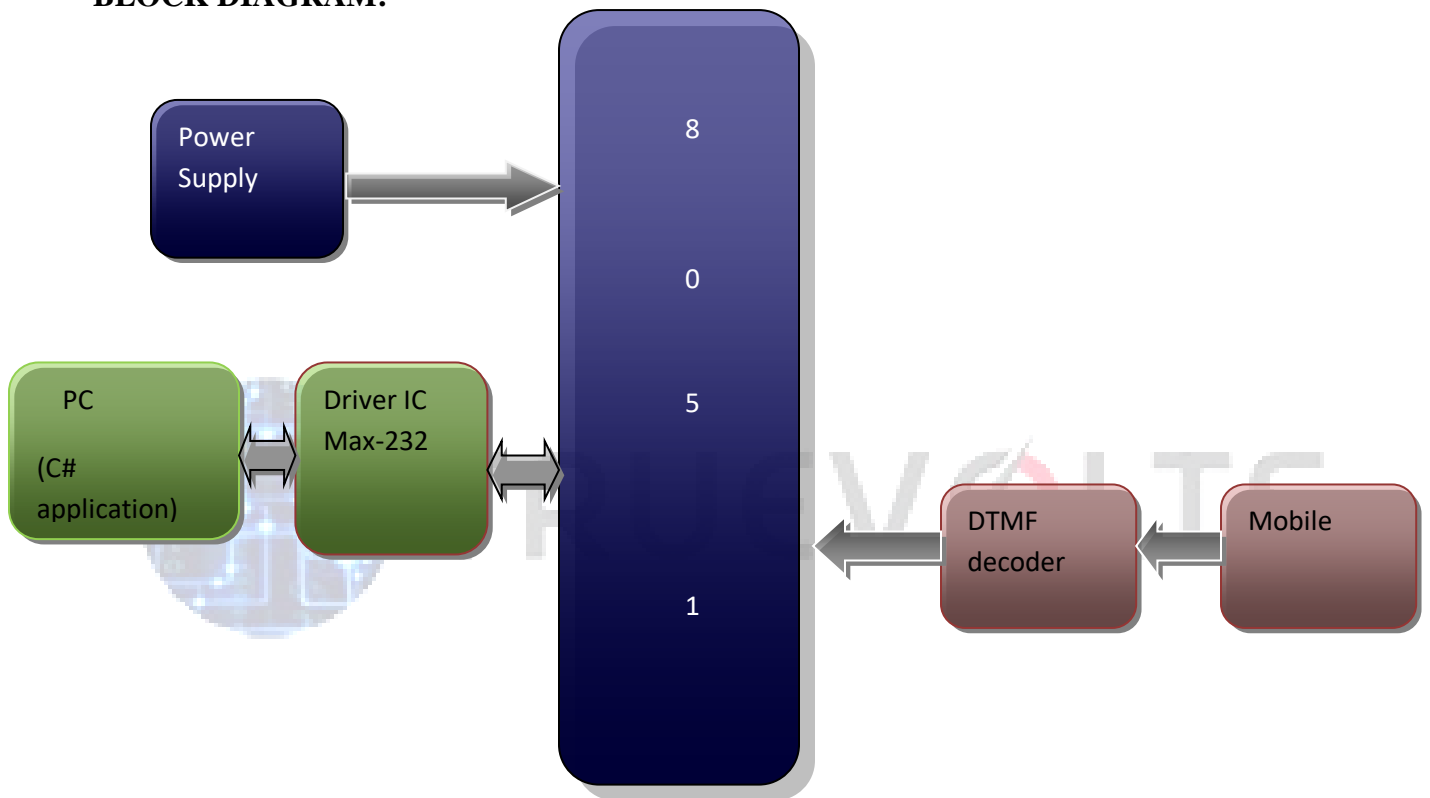 BLOCK DIAGRAM:
Power
Supply
8
0
5
1
PC
(C#
application)
Driver IC
Max-232
DTMF
decoder
Mobile